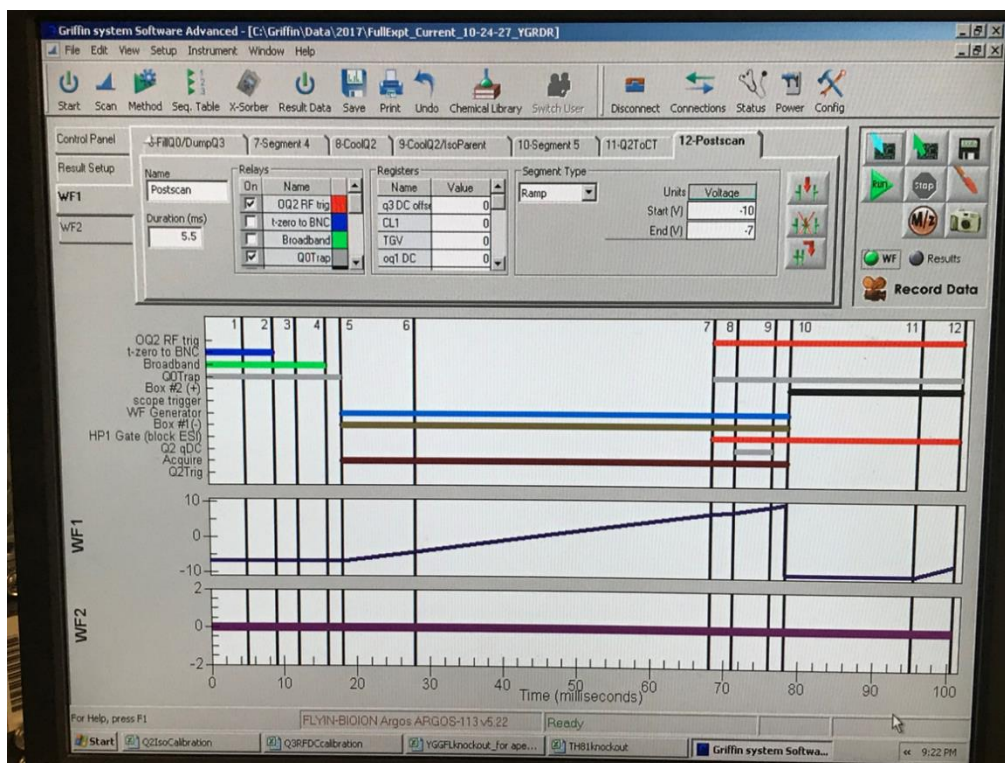 Griffin system Software Advanced - [C:\Griffin\Data\2017\FullExpt_Current_10-24-27_YGRDR]
File Edit View Setup Instrument Window Help
Start Scan Method Seq. Table X-Sorber Result Data Save Print Undo Chemical Library Switch User Disconnect Connections Status Power Config
Control Panel
Result Setup
WF1
WF2
FillQ0/DumpQ3 7-Segment 4 8-CoolQ2 9-CoolQ2/IsoParent 10-Segment 5 11-Q2ToCT 12-Postscan
Name
Postscan
Duration (ms)
5.5
Relays
On Name
OQ2 RF trig
t-zero to BNC
Broadband
Q0Trap
Registers
Name Value
q3 DC offse 0
CL1 0
TGV 0
oq1 DC 0
Segment Type
Ramp
Units Voltage
Start (V) -10
End (V) -7
Run Stop
M/z
WF Results
Record Data
1 2 3 4 5 6 7 8 9 10 11 12
OQ2 RF trig
t-zero to BNC
Broadband
Q0Trap
Box #2 (+)
scope trigger
WF Generator
Box #1(-)
HP1 Gate (block ESI)
Q2 qDC
Acquire
Q2Trig
WF1
10
0
-10
WF2
2
0
-2
0 10 20 30 40 50 60 70 80 90 100
Time (milliseconds)
For Help, press F1 FLYIN-BIOION Argos ARGOS-113 v5.22 Ready
Start Q2IsoCalibration Q3RFDCcalibration YGGFLknockout_for ape... TH81knockout Griffin system Softwa... « 9:22 PM